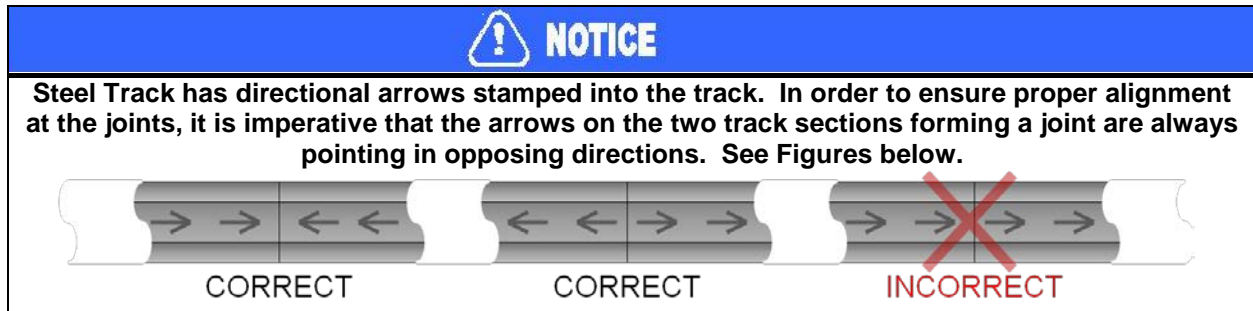 NOTICE
Steel Track has directional arrows stamped into the track. In order to ensure proper alignment
at the joints, it is imperative that the arrows on the two track sections forming a joint are always
pointing in opposing directions. See Figures below.
CORRECT CORRECT INCORRECT